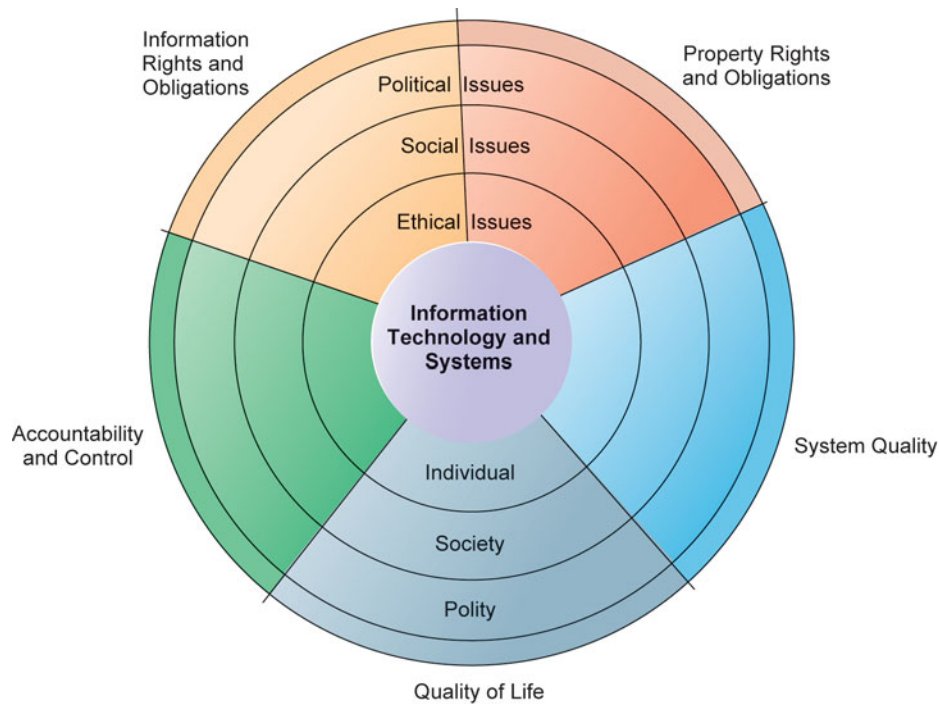 Information
Rights and
Obligations
Property Rights
and Obligations
Political Issues
Social Issues
Ethical Issues
Information
Technology and
Systems
Accountability
and Control
System Quality
Individual
Society
Polity
Quality of Life